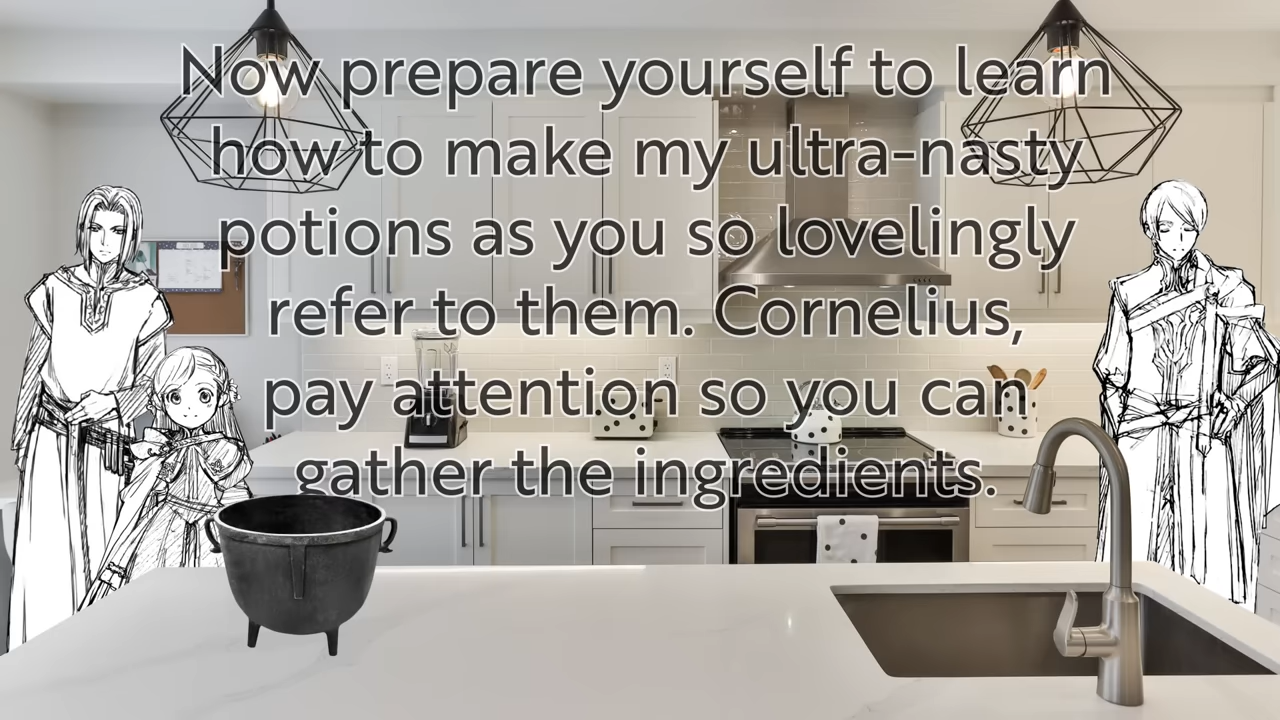 Now prepare yourself to learn
how to make my ultra-nasty
potions as you so lovelingly
refer to them. Cornelius,
pay attention so you can
gather the ingredients.